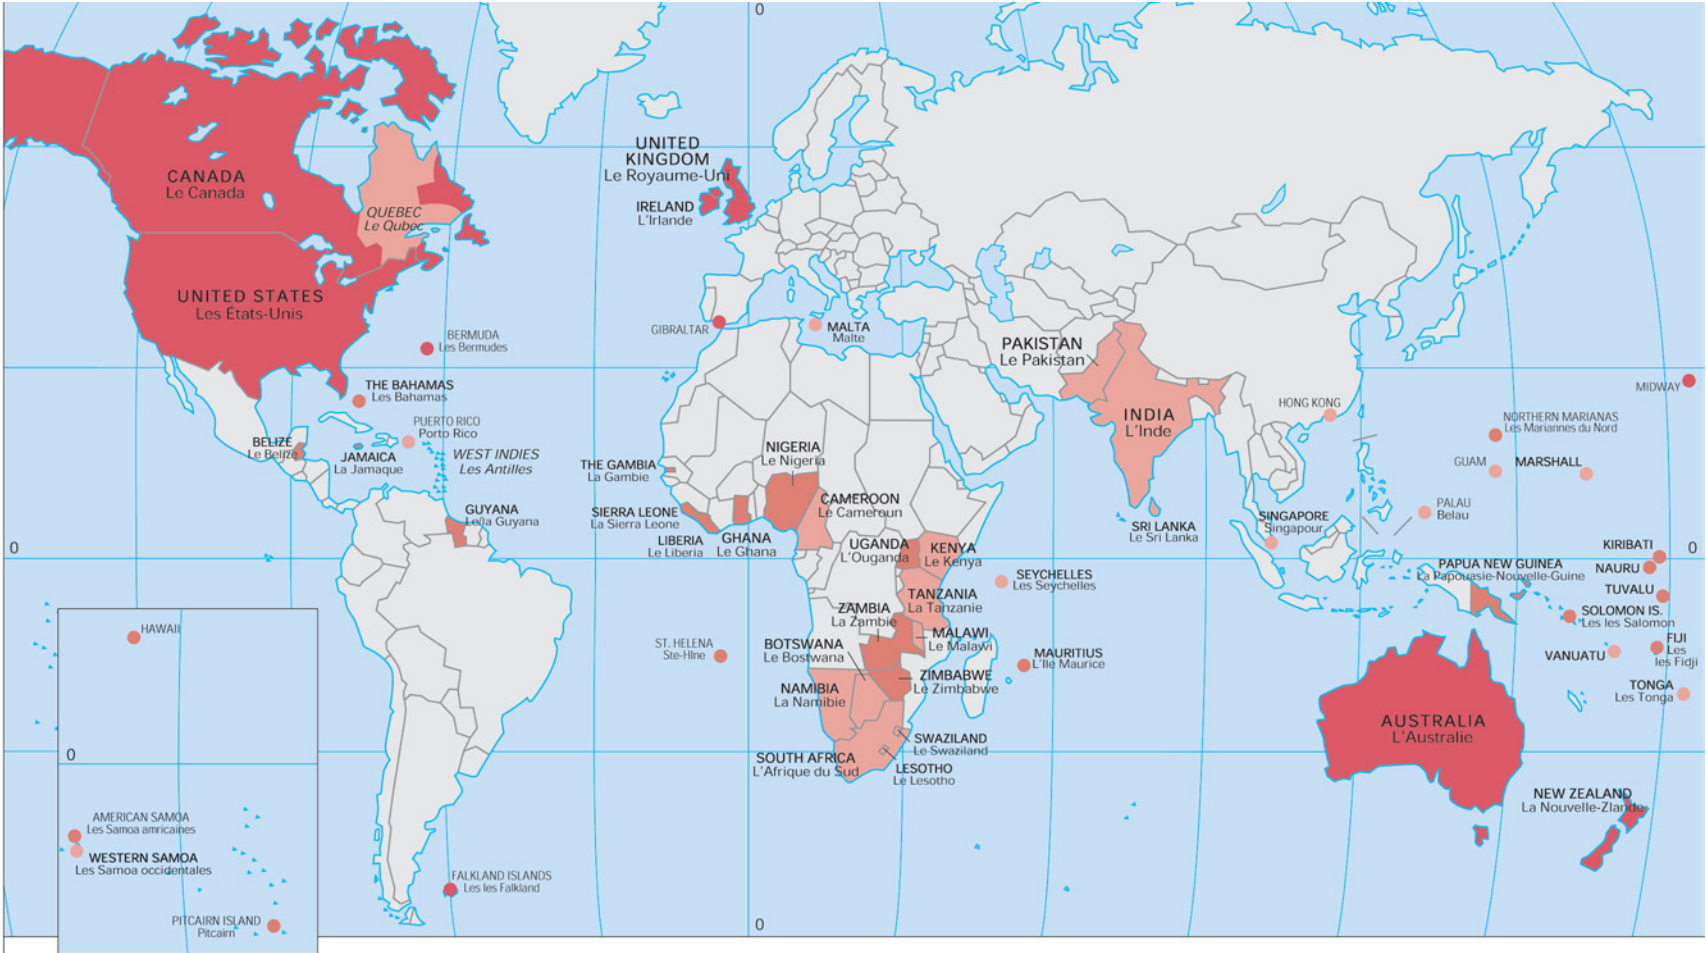 0
UNITED
KINGDOM
Le Royaume-Uni
CANADA
Le Canada
IRELAND
L'Irlande
QUEBEC
Le Quboc
UNITED STATES
Les États-Unis
GIBRALTAR
MALTA
Malte
BERMUDA
Les Bermudes
PAKISTAN
Le Pakistan
THE BAHAMAS
Les Bahamas
MIDWAY
INDIA
L'Inde
HONG KONG
PUERTO RICO
Porto Rico
NORTHERN MARIANAS
Les Mariannes du Nord
BELIZE
Le Belize
JAMAICA
La Jamaque
WEST INDIES
Les Antilles
NIGERIA
Le Nigeria
THE GAMBIA
La Gambie
GUAM
MARSHALL
CAMEROON
Le Cameroun
PALAU
Belau
GUYANA
Le/la Guyana
SIERRA LEONE
La Sierra Leone
SRI LANKA
Le Sri Lanka
SINGAPORE
Singapour
LIBERIA
Le Liberia
GHANA
Le Ghana
UGANDA
L'Ouganda
KENYA
Le Kenya
0
KIRIBATI
0
NAURU
PAPUA NEW GUINEA
La Papouasie-Nouvelle-Guine
SEYCHELLES
Les Seychelles
TUVALU
TANZANIA
La Tanzanie
ZAMBIA
La Zambie
SOLOMON IS.
Les les Salomon
HAWAII
ST. HELENA
Ste-Hlne
BOTSWANA
Le Bostwana
MALAWI
Le Malawi
MAURITIUS
L'Ile Maurice
FIJI
Les
les Fidji
VANUATU
NAMIBIA
La Namibie
ZIMBABWE
Le Zimbabwe
TONGA
Les Tonga
AUSTRALIA
L'Australie
SWAZILAND
Le Swaziland
SOUTH AFRICA
L'Afrique du Sud
LESOTHO
Le Lesotho
0
NEW ZEALAND
La Nouvelle-Zlande
AMERICAN SAMOA
Les Samoa amricaines
WESTERN SAMOA
Les Samoa occidentales
FALKLAND ISLANDS
Les les Falkland
PITCAIRN ISLAND
Pitcairn
0